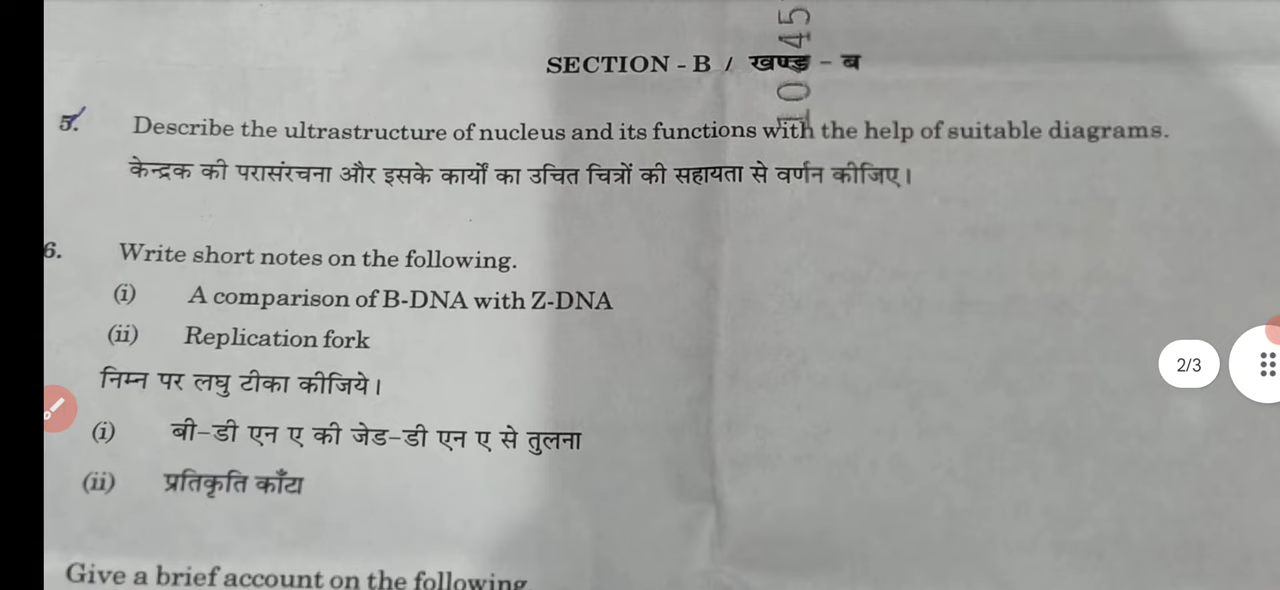 1045
SECTION - B / खण्ड - ब
5. Describe the ultrastructure of nucleus and its functions with the help of suitable diagrams.
केन्द्रक की परासंरचना और इसके कार्यों का उचित चित्रों की सहायता से वर्णन कीजिए।
6. Write short notes on the following.
(i) A comparison of B-DNA with Z-DNA
(ii) Replication fork
2/3
निम्न पर लघु टीका कीजिये।
(i) बी-डी एन ए की जेड-डी एन ए से तुलना
(ii) प्रतिकृति काँटा
Give a brief account on the following